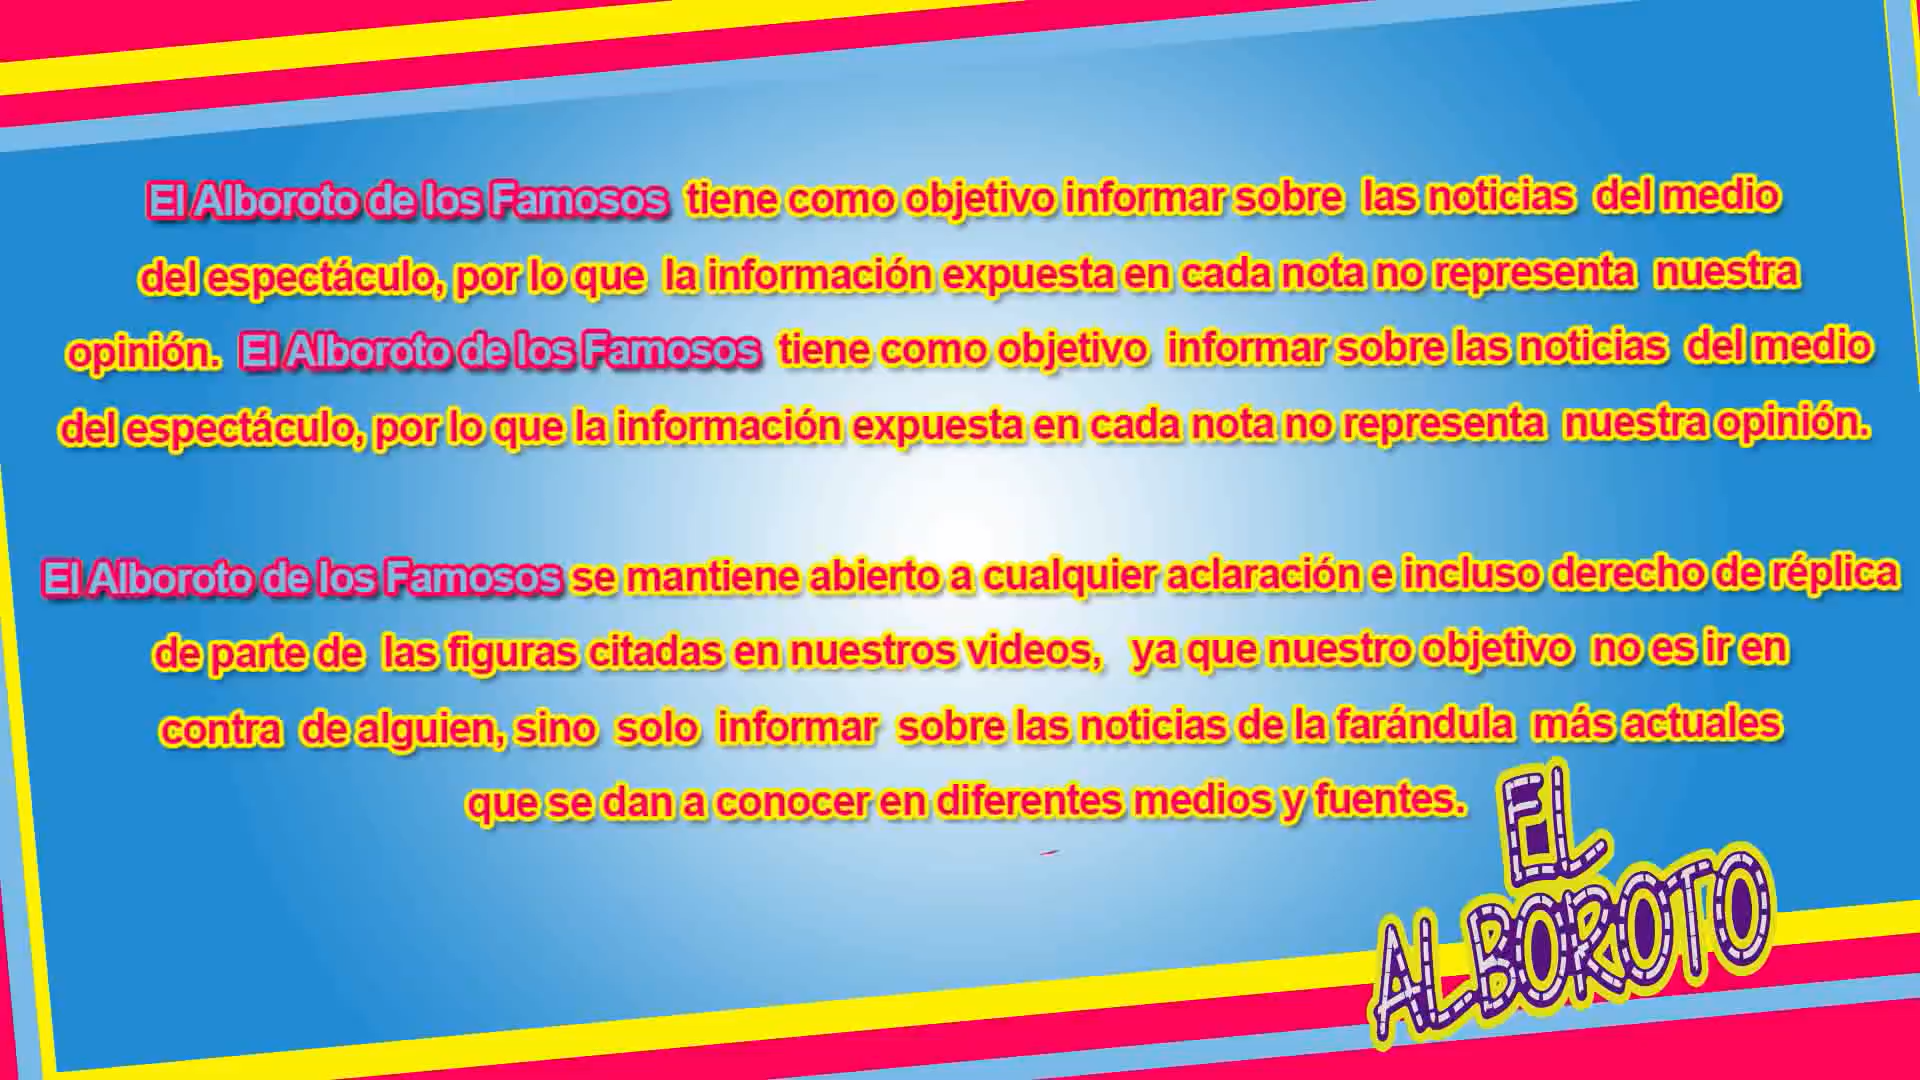 El Alboroto de los Famosos tiene como objetivo informar sobre las noticias del medio
del espectáculo, por lo que la información expuesta en cada nota no representa nuestra
opinión. El Alboroto de los Famosos tiene como objetivo informar sobre las noticias del medio
del espectáculo, por lo que la información expuesta en cada nota no representa nuestra opinión.
El Alboroto de los Famosos se mantiene abierto a cualquier aclaración e incluso derecho de réplica
de parte de las figuras citadas en nuestros videos, ya que nuestro objetivo no es ir en
contra de alguien, sino solo informar sobre las noticias de la farándula más actuales
que se dan a conocer en diferentes medios y fuentes.
EL
ALBOROTO